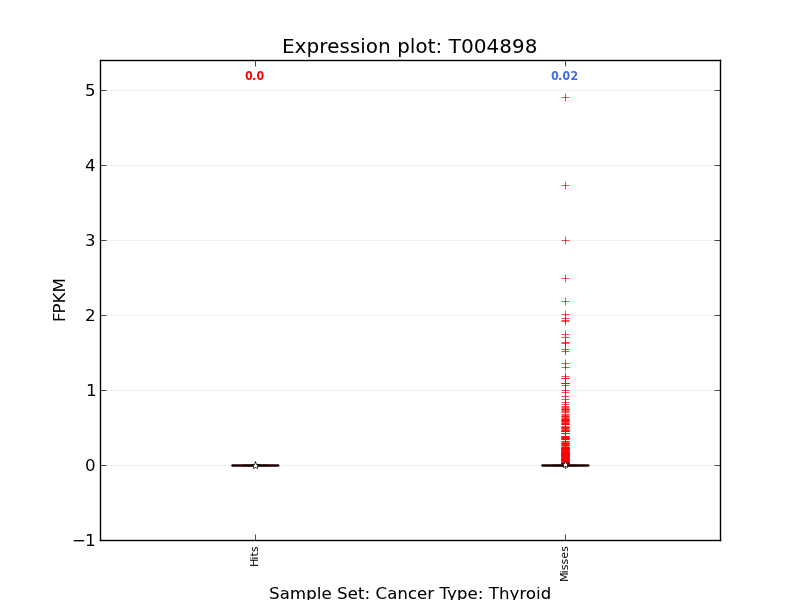 Expression plot: T004898
0.0
0.02
5
4
3
2
1
0
−1
FPKM
Hits
Misses
Sample Set: Cancer Type: Thyroid